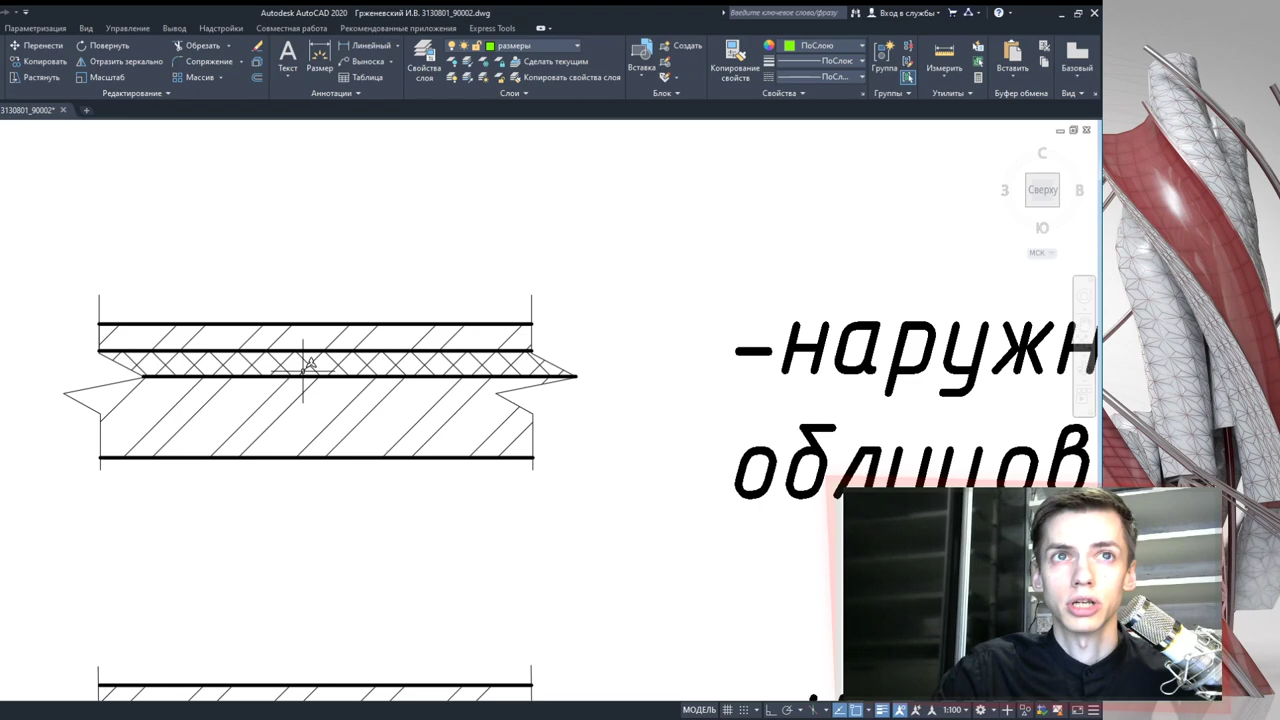 Autodesk AutoCAD 2020 Грженевский И.В. 3130801_90002.dwg
Введите ключевое слово/фразу
Вход в службы
Параметризация Вид Управление Вывод Надстройки Совместная работа Рекомендованные приложения Express Tools
Перенести Повернуть Обрезать
Копировать Отразить зеркально Сопряжение
Растянуть Масштаб Массив
Редактирование
Текст Размер
Линейный
Выноска
Таблица
Аннотации
Свойства слоя
размеры
Сделать текущим
Копировать свойства слоя
Слои
Вставка
Создать
Блок
Копирование свойств
ПоСлою
ПоСлою
ПоСл...
Свойства
Группа
Группы
Измерить
Утилиты
Вставить
Буфер обмена
Базовый
Вид
3130801_90002*
С
З Сверху В
Ю
МСК
-наружн
облицов
МОДЕЛЬ 1:100